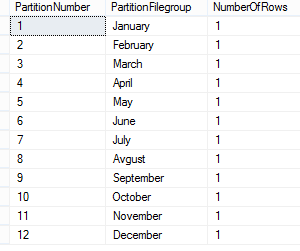 PartitionNumber PartitionFilegroup NumberOfRows
1 January 1
2 February 1
3 March 1
4 April 1
5 May 1
6 June 1
7 July 1
8 Avgust 1
9 September 1
10 October 1
11 November 1
12 December 1